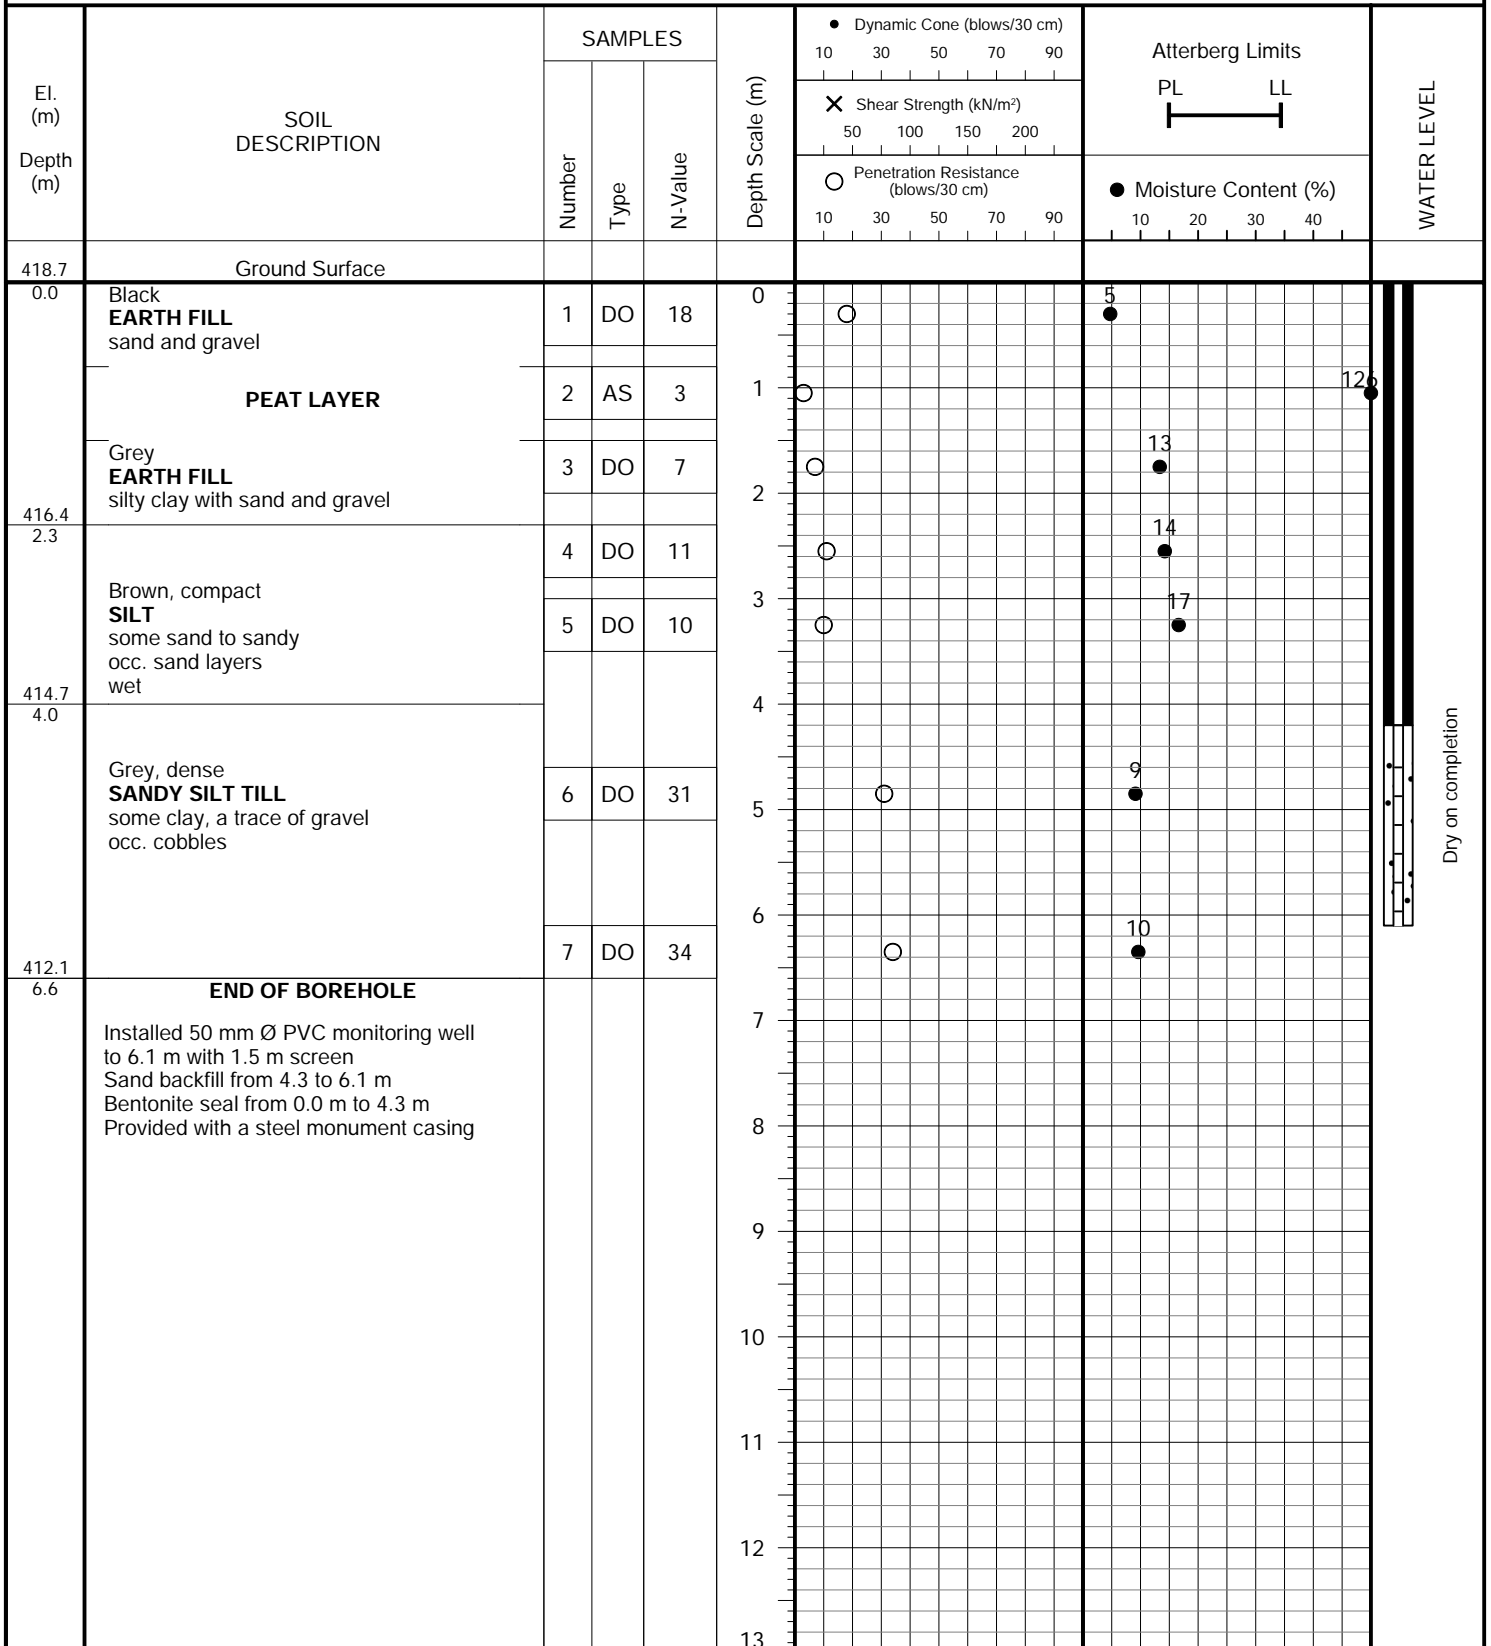 El.
(m)
Depth
(m)
SOIL
DESCRIPTION
SAMPLES
Number
Type
N-Value
Depth Scale (m)
Dynamic Cone (blows/30 cm)
10 30 50 70 90
Shear Strength (kN/m²)
50 100 150 200
Penetration Resistance
(blows/30 cm)
10 30 50 70 90
Atterberg Limits
PL LL
Moisture Content (%)
10 20 30 40
WATER LEVEL
418.7 Ground Surface
0.0
Black
EARTH FILL
sand and gravel
1 DO 18
0
5
PEAT LAYER
2 AS 3
1
126
Grey
EARTH FILL
silty clay with sand and gravel
3 DO 7
13
2
416.4
2.3
4 DO 11
14
Brown, compact
SILT
some sand to sandy
occ. sand layers
wet
3
5 DO 10
17
414.7
4.0
4
Grey, dense
SANDY SILT TILL
some clay, a trace of gravel
occ. cobbles
6 DO 31
9
5
Dry on completion
6
7 DO 34
10
412.1
6.6
END OF BOREHOLE
Installed 50 mm Ø PVC monitoring well
to 6.1 m with 1.5 m screen
Sand backfill from 4.3 to 6.1 m
Bentonite seal from 0.0 m to 4.3 m
Provided with a steel monument casing
7
8
9
10
11
12
13